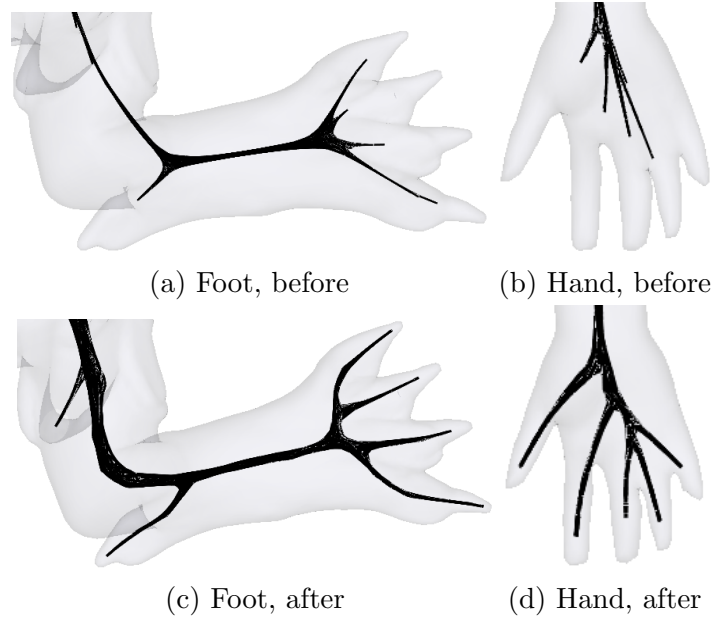 (a) Foot, before
(b) Hand, before
(c) Foot, after
(d) Hand, after